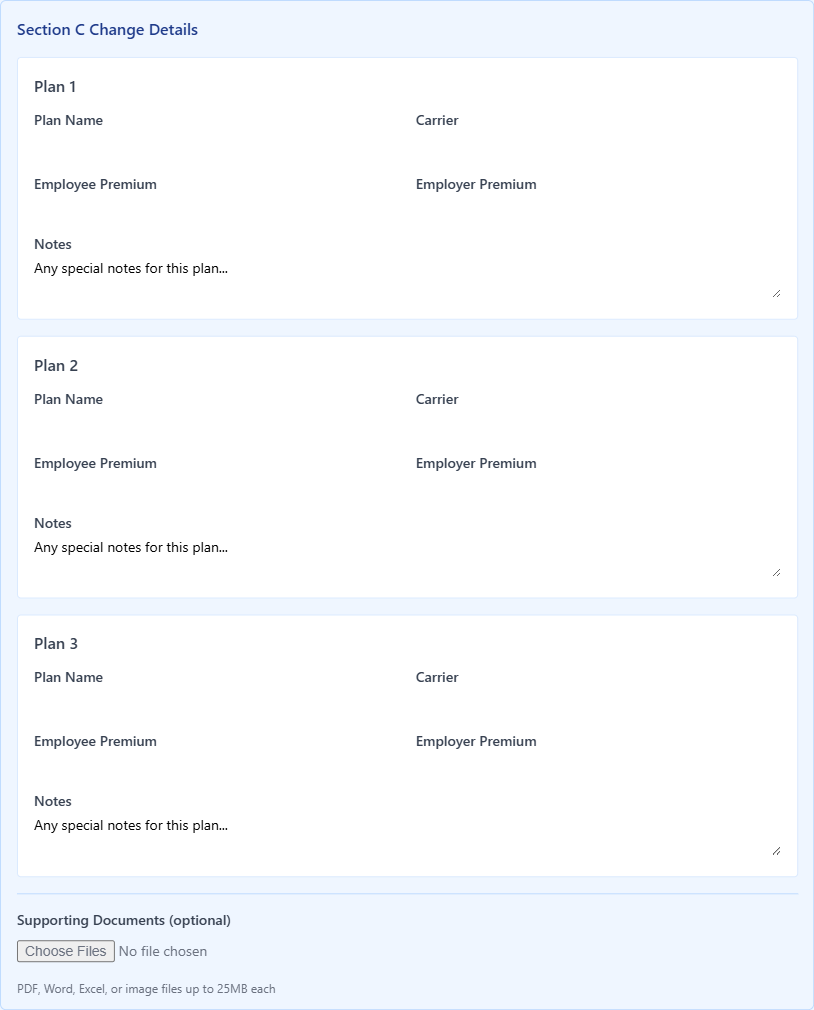 Section C Change Details
Plan 1
Plan Name Carrier
Employee Premium Employer Premium
Notes
Any special notes for this plan...
Plan 2
Plan Name Carrier
Employee Premium Employer Premium
Notes
Any special notes for this plan...
Plan 3
Plan Name Carrier
Employee Premium Employer Premium
Notes
Any special notes for this plan...
Supporting Documents (optional)
Choose Files No file chosen
PDF, Word, Excel, or image files up to 25MB each